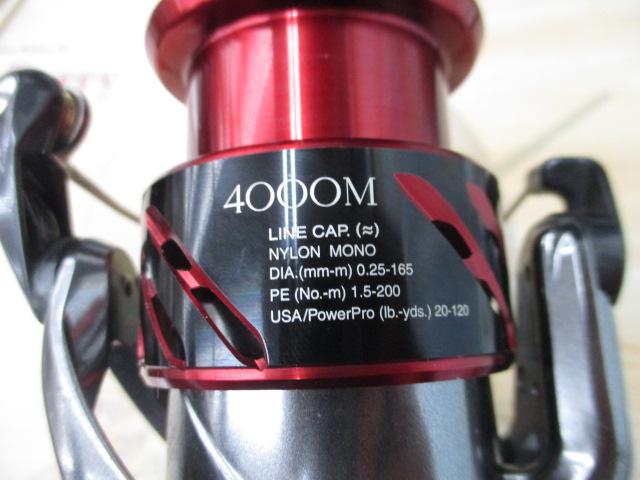 4000M
LINE CAP. (≈)
NYLON MONO
DIA.(mm-m) 0.25-165
PE (No.-m) 1.5-200
USA/PowerPro (lb.-yds.) 20-120